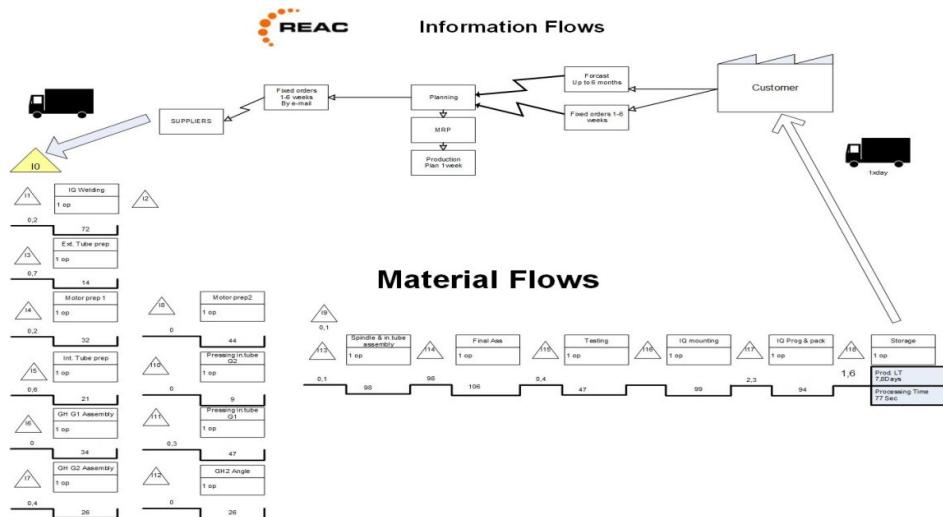 REAC
Information Flows
Forcast
Up to 6 months
Customer
Fixed orders
1-6 weeks
By e-mail
Planning
Fixed orders 1-6
weeks
SUPPLIERS
MRP
Production
Plan 1week
1xday
I0
I1
IQ Welding
1 op
I2
0,2
72
I3
Ext. Tube prep
1 op
0,7
14
Material Flows
I4
Motor prep 1
1 op
0,2
32
I8
Motor prep2
1 op
0
44
I9
0,1
I5
Int. Tube prep
1 op
0,6
21
I10
Pressing in.tube
G2
1 op
0
9
I6
GH G1 Assembly
1 op
0
34
I11
Pressing in.tube
G1
1 op
0,3
47
I7
GH G2 Assembly
1 op
0,4
26
I12
GH2 Angle
1 op
0
26
I13
Spindle & in.tube
assembly
1 op
0,1
98
I14
Final Ass
1 op
98
106
I15
Testing
1 op
0,4
47
I16
IQ mounting
1 op
99
I17
IQ Prog & pack
1 op
2,3
94
I18
Storage
1 op
1,6
Prod. LT
7,8Days
Processing Time
77 Sec